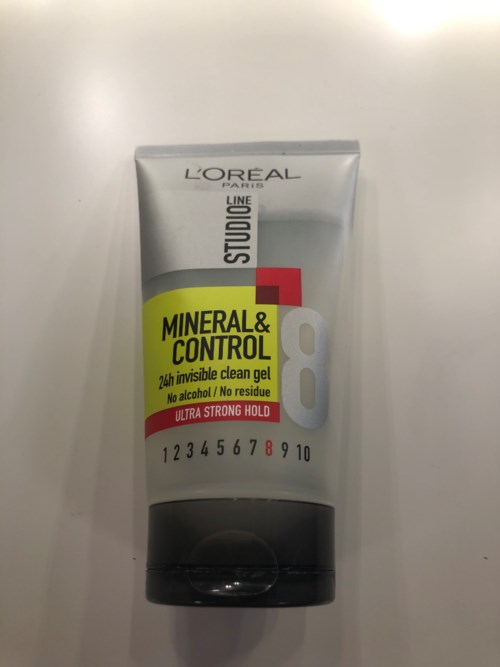 L'ORÉAL
PARIS
STUDIO LINE
MINERAL&
CONTROL
24h invisible clean gel
No alcohol / No residue
ULTRA STRONG HOLD
8
1 2 3 4 5 6 7 8 9 10